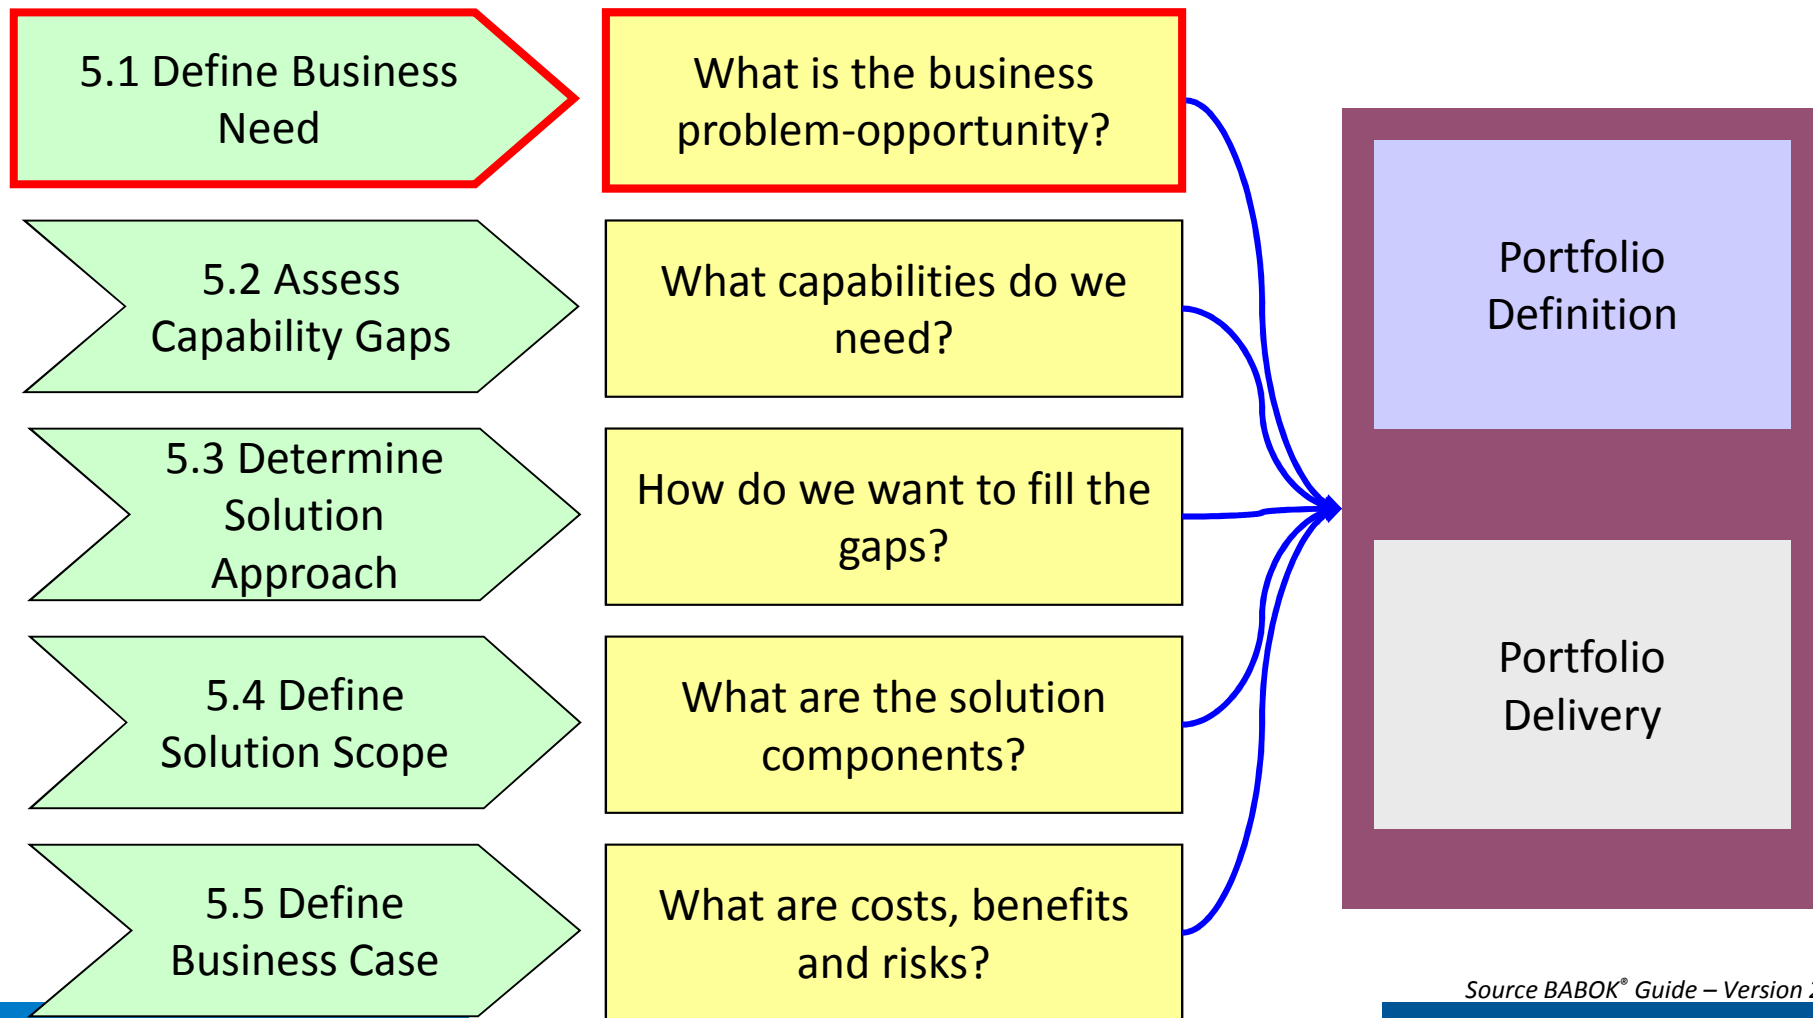 5.1 Define Business
Need
What is the business
problem-opportunity?
5.2 Assess
Capability Gaps
What capabilities do we
need?
5.3 Determine
Solution
Approach
How do we want to fill the
gaps?
5.4 Define
Solution Scope
What are the solution
components?
5.5 Define
Business Case
What are costs, benefits
and risks?
Portfolio
Definition
Portfolio
Delivery
Source BABOK® Guide – Version 2